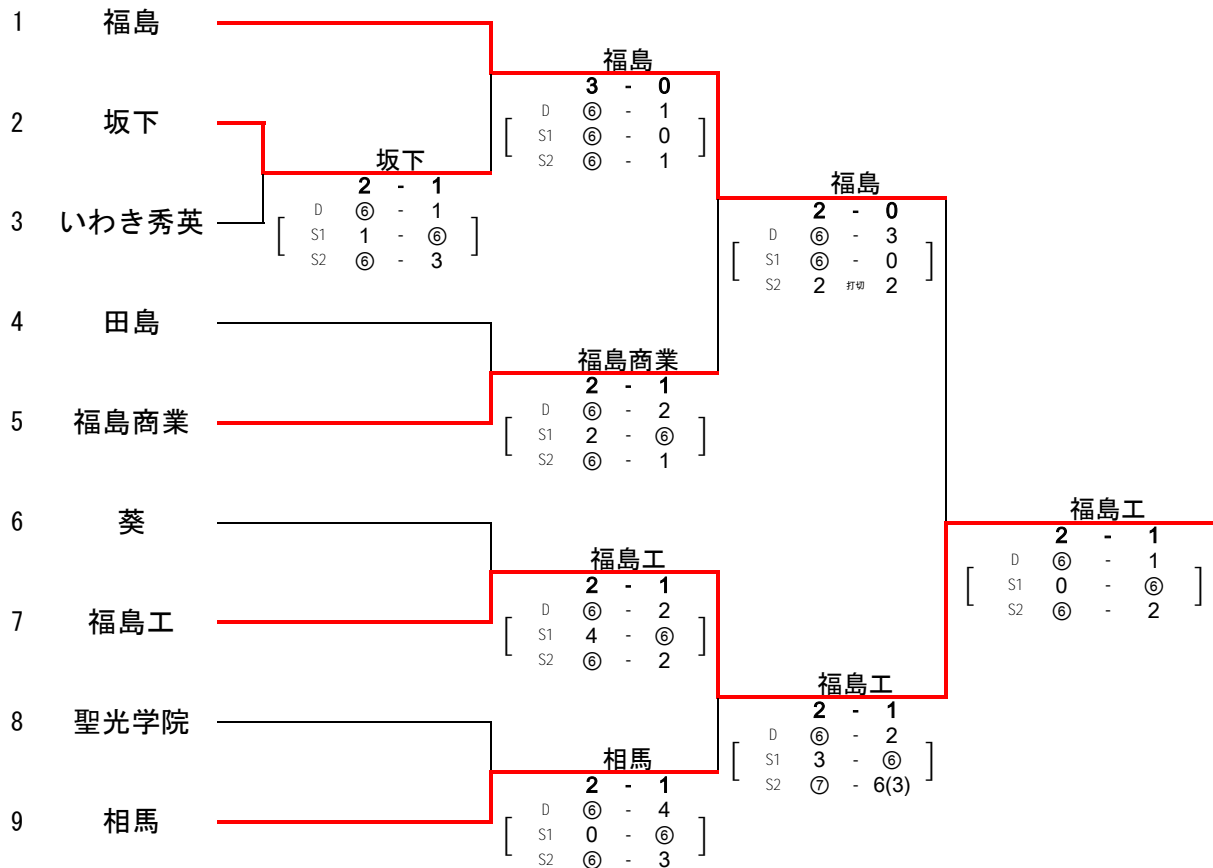 1 福島
福島
3 - 0
D ⑥ - 1
S1 ⑥ - 0
S2 ⑥ - 1
2 坂下
坂下
2 - 1
D ⑥ - 1
S1 1 - ⑥
S2 ⑥ - 3
3 いわき秀英
福島
2 - 0
D ⑥ - 3
S1 ⑥ - 0
S2 2 打切 2
4 田島
福島商業
2 - 1
D ⑥ - 2
S1 2 - ⑥
S2 ⑥ - 1
5 福島商業
6 葵
福島工
2 - 1
D ⑥ - 1
S1 0 - ⑥
S2 ⑥ - 2
福島工
2 - 1
D ⑥ - 2
S1 4 - ⑥
S2 ⑥ - 2
7 福島工
福島工
2 - 1
D ⑥ - 2
S1 3 - ⑥
S2 ⑦ - 6(3)
8 聖光学院
相馬
2 - 1
D ⑥ - 4
S1 0 - ⑥
S2 ⑥ - 3
9 相馬